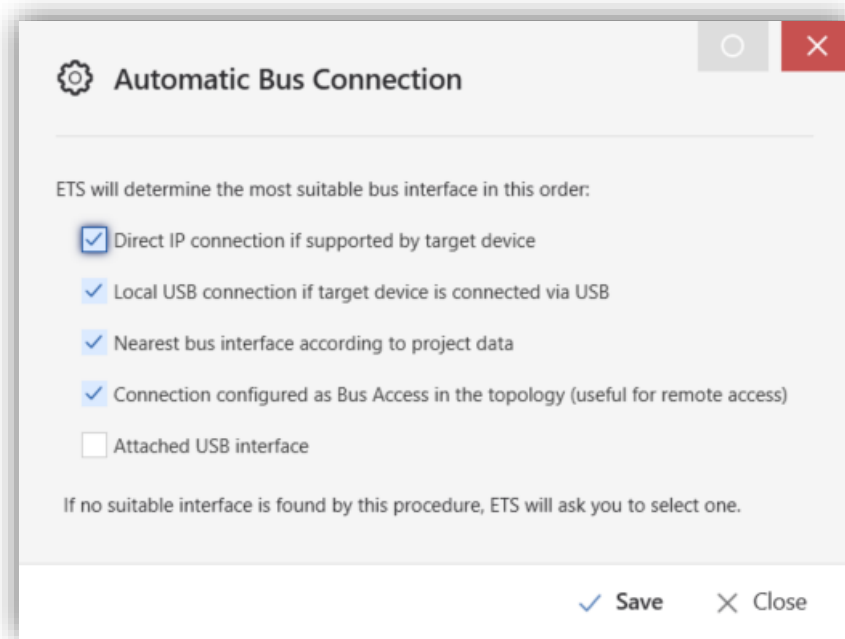 Automatic Bus Connection
ETS will determine the most suitable bus interface in this order:
Direct IP connection if supported by target device
Local USB connection if target device is connected via USB
Nearest bus interface according to project data
Connection configured as Bus Access in the topology (useful for remote access)
Attached USB interface
If no suitable interface is found by this procedure, ETS will ask you to select one.
Save Close